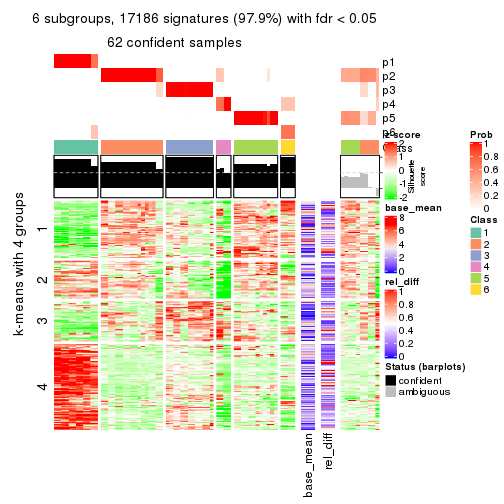 6 subgroups, 17186 signatures (97.9%) with fdr < 0.05
62 confident samples
p1
p2
p3
p4
p5
p6
Class
Silhouette
score
k-means with 4 groups
1
2
3
4
base_mean
rel_diff
z-score
2
1
0
-1
-2
base_mean
8
6
4
2
0
rel_diff
1
0.8
0.6
0.4
0.2
0
Status (barplots)
confident
ambiguous
Prob
1
0.8
0.6
0.4
0.2
0
Class
1
2
3
4
5
6